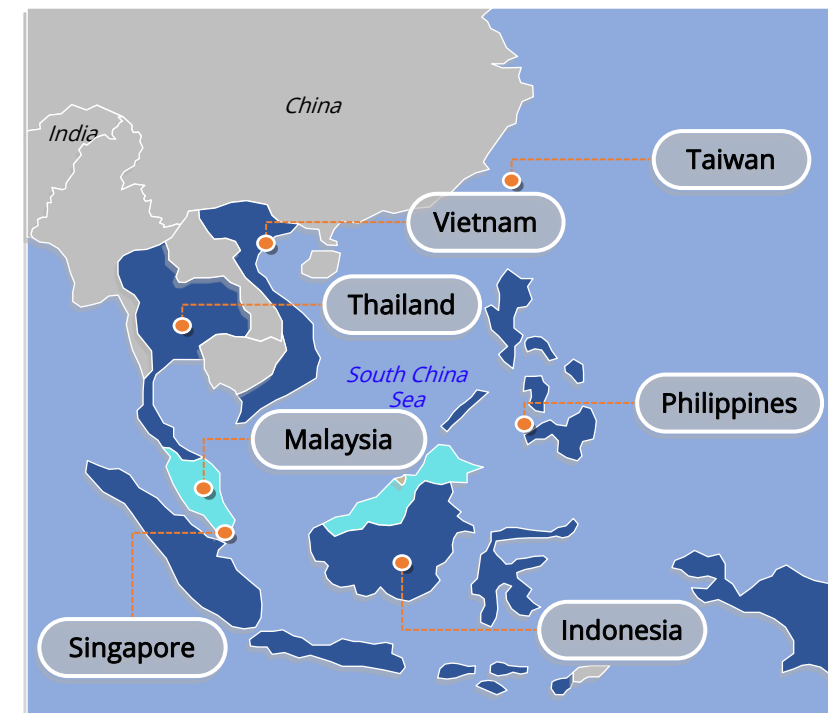 China
India
Taiwan
Vietnam
Thailand
South China
Sea
Philippines
Malaysia
Indonesia
Singapore